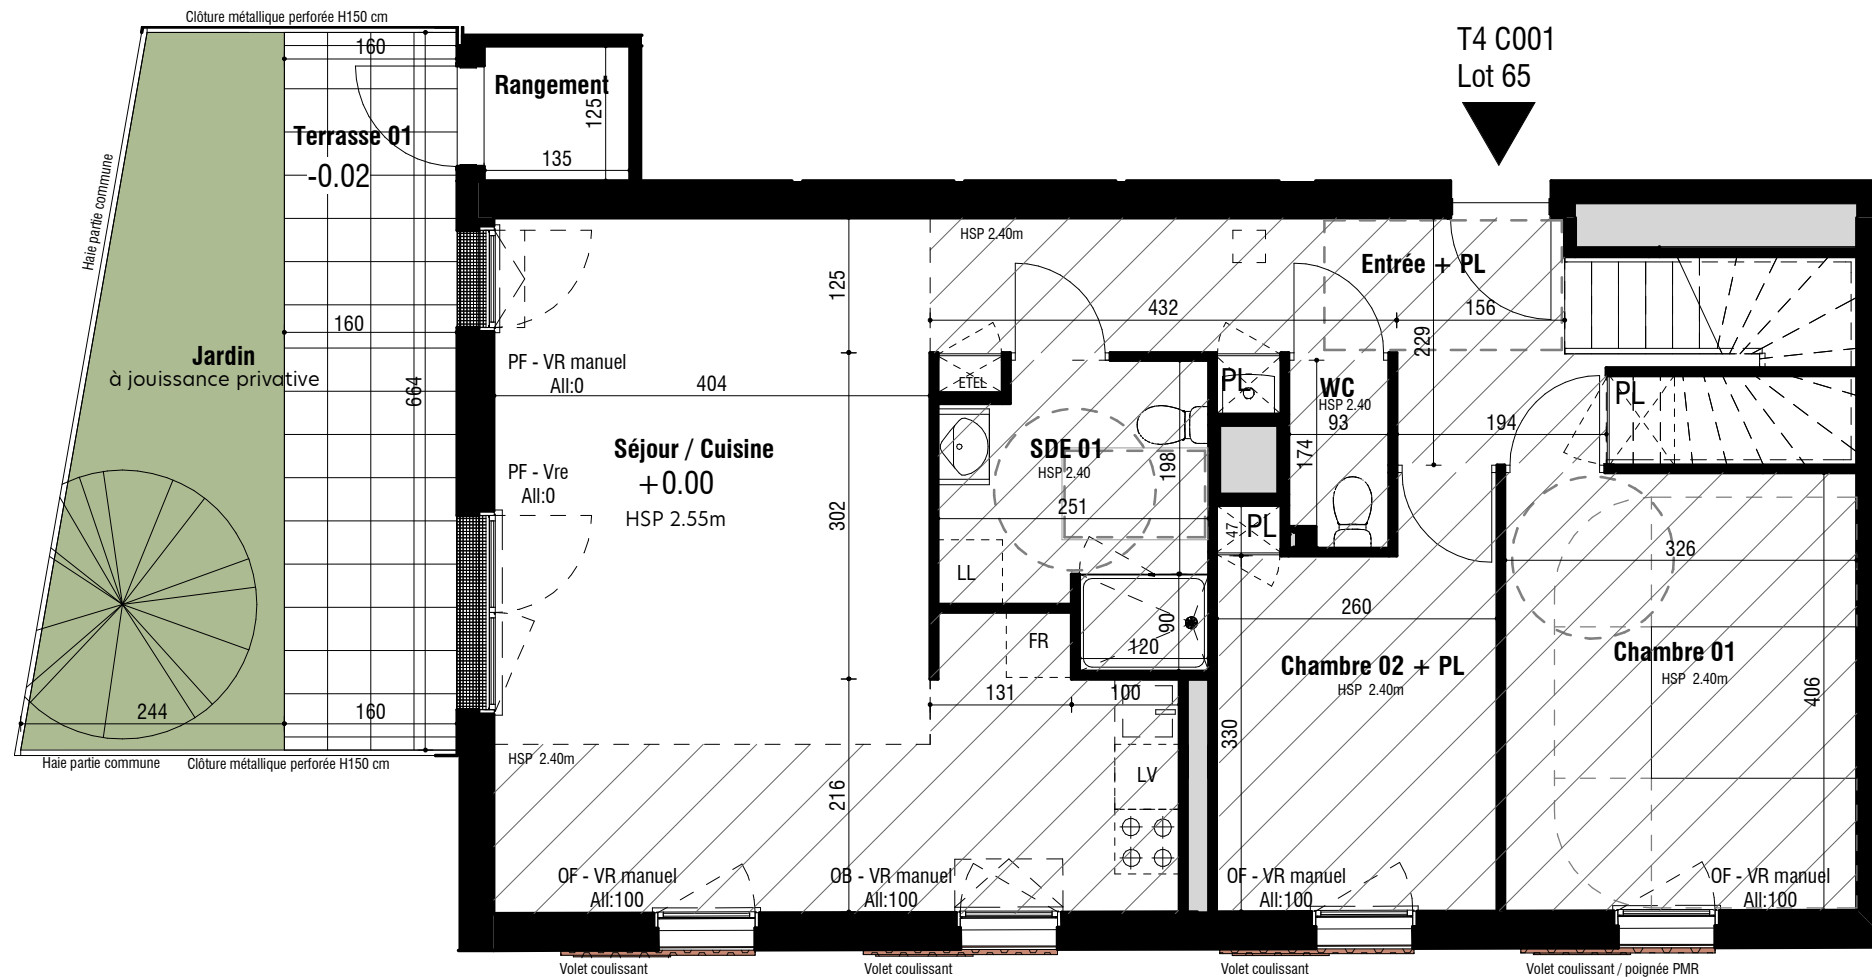 Clôture métallique perforée H150 cm
T4 C001
Lot 65
160
Rangement
125
135
Terrasse 01
-0.02
Haie partie commune
HSP 2.40m
Entrée + PL
125
432
156
229
160
Jardin
à jouissance privative
664
PF - VR manuel
All:0
404
ETEL
PL
WC
HSP 2.40
93
174
194
PL
Séjour / Cuisine
+0.00
HSP 2.55m
PF - Vre
All:0
302
SDE 01
HSP 2.40
198
251
47
PL
326
LL
FR
90
120
260
Chambre 02 + PL
HSP 2.40m
Chambre 01
HSP 2.40m
406
244
160
131
100
330
Haie partie commune
Clôture métallique perforée H150 cm
HSP 2.40m
216
LV
OF - VR manuel
All:100
OB - VR manuel
All:100
OF - VR manuel
All:100
OF - VR manuel
All:100
Volet coulissant
Volet coulissant
Volet coulissant
Volet coulissant / poignée PMR